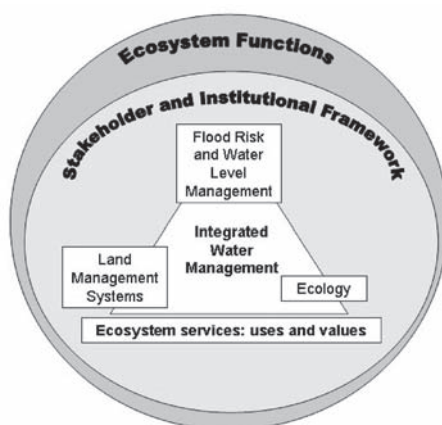 Ecosystem Functions
Stakeholder and Institutional Framework
Flood Risk
and Water
Level
Management
Integrated
Water
Management
Land
Management
Systems
Ecology
Ecosystem services: uses and values